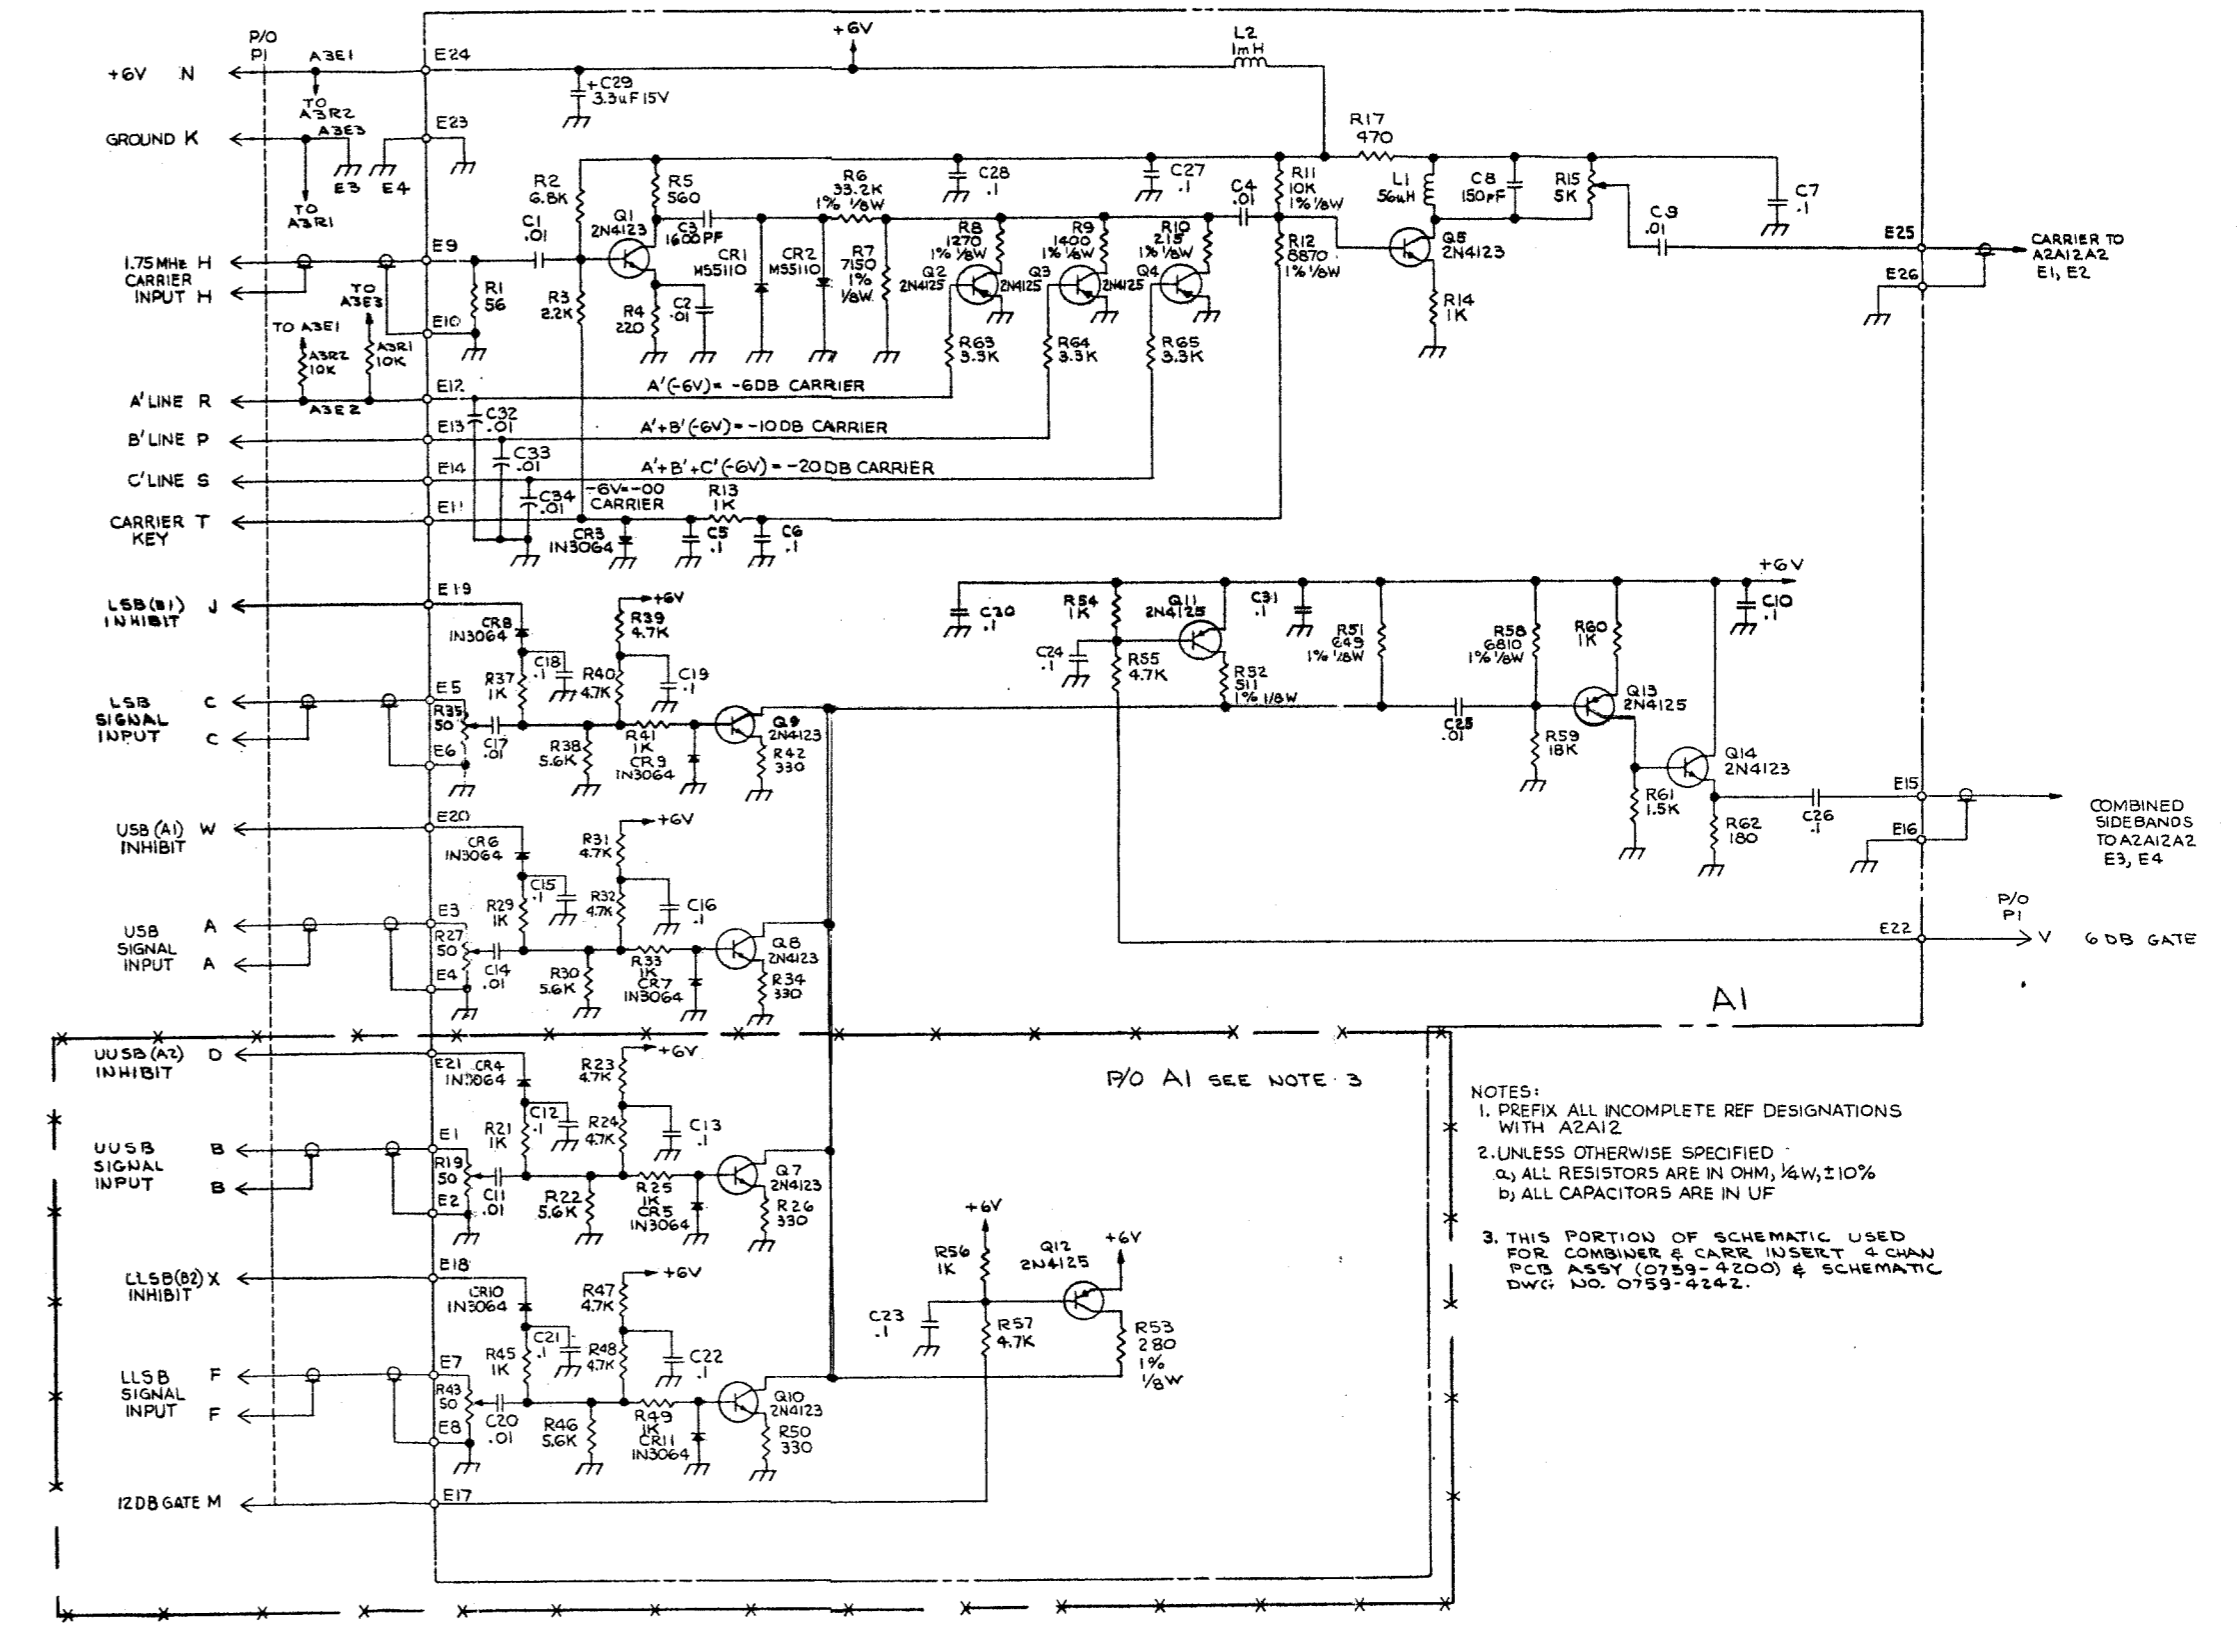 P/O
P1
+6V N
A3E1
E24
+6V
L2
1mH
TO
A3R2
+C29
3.3uF 15V
GROUND K
A3E3
E23
E3 E4
TO
A3R1
R17
470
R2
6.8K
R5
560
R6
33.2K
1% 1/8W
C28
.1
C27
.1
R11
10K
1% 1/8W
L1
56uH
C8
150PF
R15
5K
C7
.1
C1
.01
Q1
2N4123
C3
1600PF
C4
.01
C9
.01
E9
1.75MHz H
CARRIER
INPUT H
CR1
MS5110
CR2
MS5110
R7
7150
1%
1/8W
R8
1270
1% 1/8W
R9
1400
1% 1/8W
R10
215
1% 1/8W
R12
8870
1% 1/8W
Q2
2N4125
Q3
2N4125
Q4
2N4125
Q5
2N4123
E25
CARRIER TO
A2A12A2
E1, E2
E26
R1
56
R3
2.2K
R4
220
C2
.01
R14
1K
TO
A3E3
TO A3E1
A3R2
10K
A3R1
10K
E10
R63
3.3K
R64
3.3K
R65
3.3K
A'LINE R
A3E2
E12
A'(-6V)= -6DB CARRIER
C32
.01
B'LINE P
E13
A'+B'(-6V)= -10DB CARRIER
C33
.01
C'LINE S
E14
A'+B'+C'(-6V)= -20DB CARRIER
C34
.01
-6V=-OO
CARRIER
R13
1K
CARRIER T
KEY
E11
CR3
1N3064
C5
.1
C6
.1
LSB(B1) J
INHIBIT
E19
CR8
1N3064
+6V
R39
4.7K
C18
.1
R37
1K
R40
4.7K
C19
.1
LSB C
SIGNAL
INPUT C
E5
R35
50
E6
C17
.01
R38
5.6K
R41
1K
CR9
1N3064
Q9
2N4123
R42
330
C30
.1
R54
1K
Q11
2N4125
C31
.1
R51
649
1% 1/8W
R58
6810
1% 1/8W
R60
1K
+6V
C10
.1
C24
.1
R55
4.7K
R52
511
1% 1/8W
C25
.01
Q13
2N4125
R59
18K
Q14
2N4123
R61
1.5K
R62
180
C26
.1
E15
E16
COMBINED
SIDEBANDS
TO A2A12A2
E3, E4
USB(A1) W
INHIBIT
E20
CR6
1N3064
+6V
R31
4.7K
C15
.1
R29
1K
R32
4.7K
C16
.1
USB A
SIGNAL
INPUT A
E3
R27
50
E4
C14
.01
R30
5.6K
R33
1K
CR7
1N3064
Q8
2N4123
R34
330
P/O
P1
E22
V 6 DB GATE
A1
UUSB(A2) D
INHIBIT
E21
CR4
1N3064
+6V
R23
4.7K
C12
.1
R21
1K
R24
4.7K
C13
.1
P/O A1 SEE NOTE 3
UUSB B
SIGNAL
INPUT B
E1
R19
50
E2
C11
.01
R22
5.6K
R25
1K
CR5
1N3064
Q7
2N4123
R26
330
NOTES:
1. PREFIX ALL INCOMPLETE REF DESIGNATIONS
WITH A2A12
2. UNLESS OTHERWISE SPECIFIED
a) ALL RESISTORS ARE IN OHM, 1/4W, ±10%
b) ALL CAPACITORS ARE IN UF
3. THIS PORTION OF SCHEMATIC USED
FOR COMBINER & CARR INSERT 4 CHAN
PCB ASSY (0759-4200) & SCHEMATIC
DWG NO. 0759-4242.
LLSB(B2) X
INHIBIT
E18
CR10
1N3064
+6V
R47
4.7K
C21
.1
R45
1K
R48
4.7K
C22
.1
LLSB F
SIGNAL
INPUT F
E7
R43
50
E8
C20
.01
R46
5.6K
R49
1K
CR11
1N3064
Q10
2N4123
R50
330
+6V
R56
1K
Q12
2N4125
+6V
C23
.1
R57
4.7K
R53
280
1%
1/8W
12DB GATE M
E17